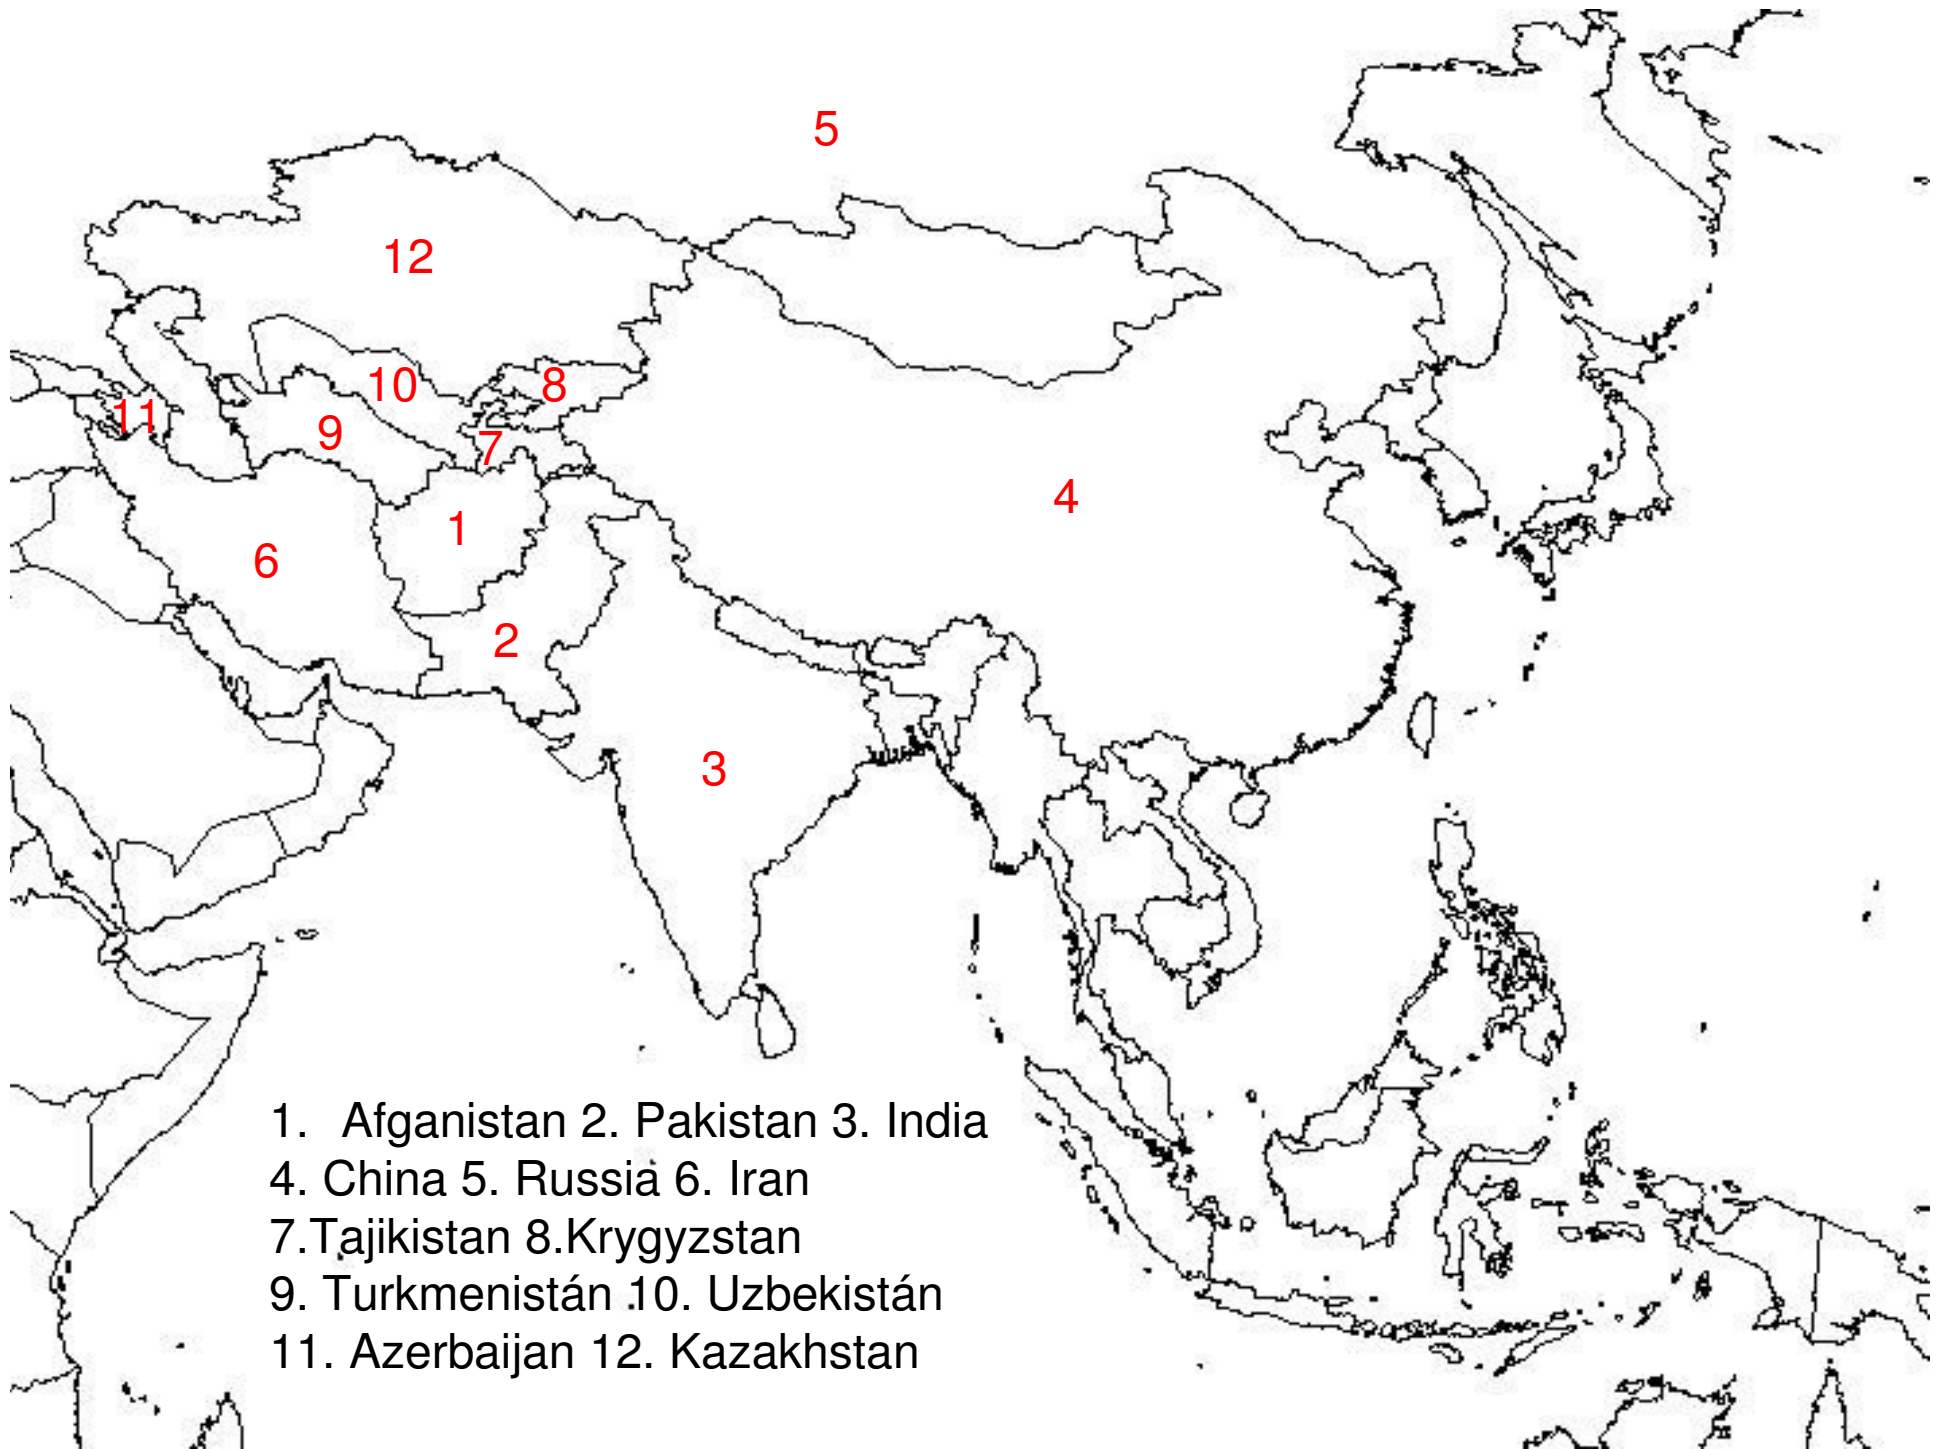 5
12
10
8
11
9
7
4
1
6
2
3
1. Afganistan 2. Pakistan 3. India
4. China 5. Russia 6. Iran
7.Tajikistan 8.Krygyzstan
9. Turkmenistán 10. Uzbekistán
11. Azerbaijan 12. Kazakhstan